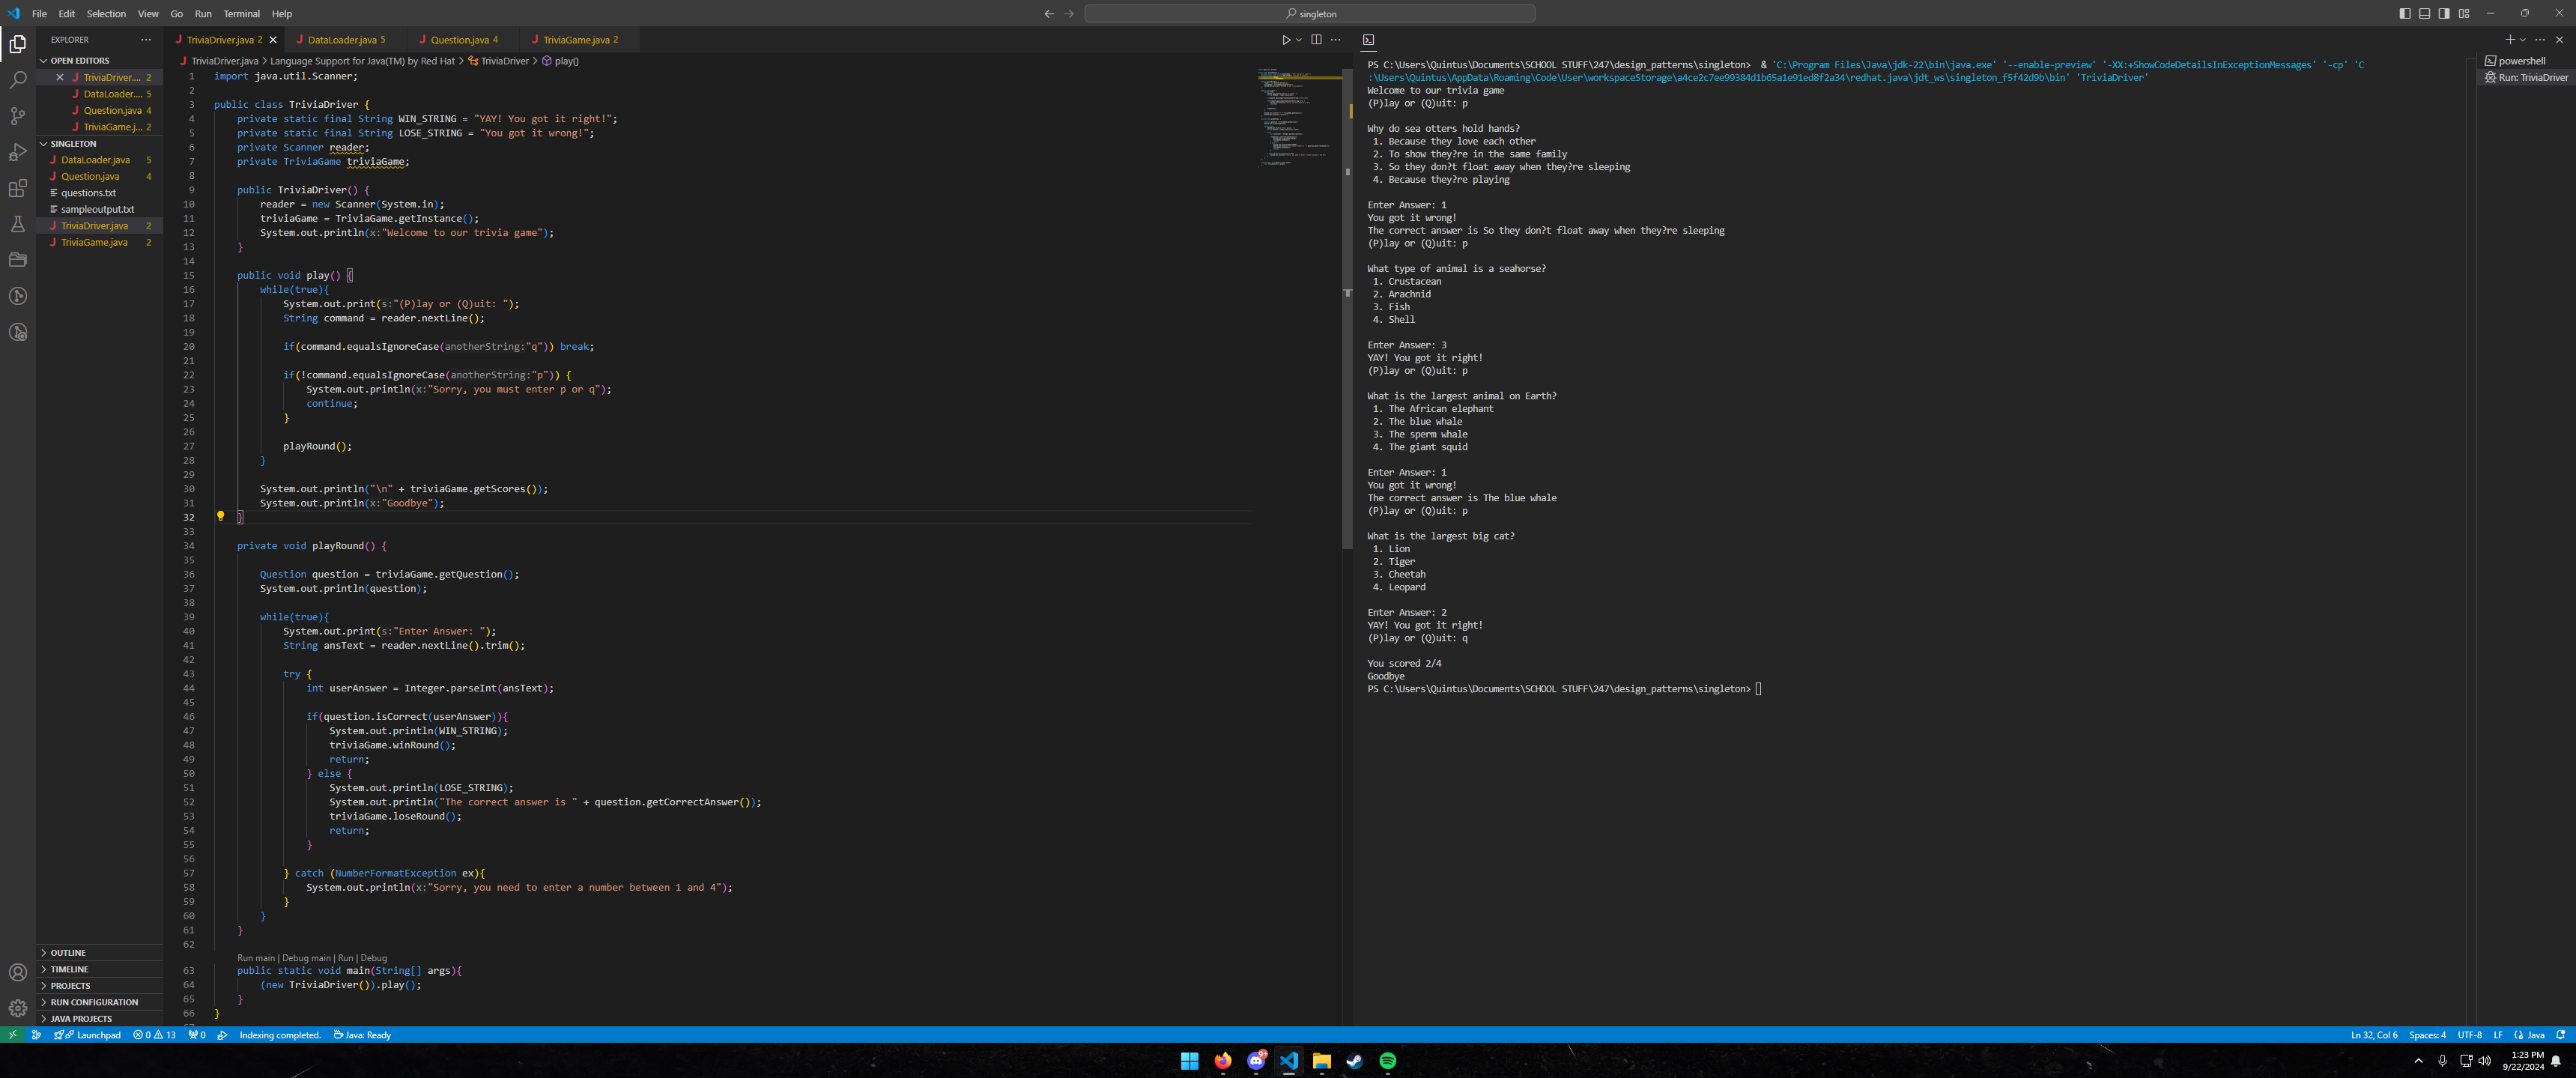 File Edit Selection View Go Run Terminal Help
singleton
EXPLORER
OPEN EDITORS
TriviaDriver.... 2
DataLoader.... 5
Question.java 4
TriviaGame.j... 2
SINGLETON
DataLoader.java 5
Question.java 4
questions.txt
sampleoutput.txt
TriviaDriver.java 2
TriviaGame.java 2
OUTLINE
TIMELINE
PROJECTS
RUN CONFIGURATION
JAVA PROJECTS
TriviaDriver.java 2 DataLoader.java 5 Question.java 4 TriviaGame.java 2
TriviaDriver.java > Language Support for Java(TM) by Red Hat > TriviaDriver > play()
1 import java.util.Scanner;
2
3 public class TriviaDriver {
4 private static final String WIN_STRING = "YAY! You got it right!";
5 private static final String LOSE_STRING = "You got it wrong!";
6 private Scanner reader;
7 private TriviaGame triviaGame;
8
9 public TriviaDriver() {
10 reader = new Scanner(System.in);
11 triviaGame = TriviaGame.getInstance();
12 System.out.println(x:"Welcome to our trivia game");
13 }
14
15 public void play() {
16 while(true){
17 System.out.print(s:"(P)lay or (Q)uit: ");
18 String command = reader.nextLine();
19
20 if(command.equalsIgnoreCase(anotherString:"q")) break;
21
22 if(!command.equalsIgnoreCase(anotherString:"p")) {
23 System.out.println(x:"Sorry, you must enter p or q");
24 continue;
25 }
26
27 playRound();
28 }
29
30 System.out.println("\n" + triviaGame.getScores());
31 System.out.println(x:"Goodbye");
32 }
33
34 private void playRound() {
35
36 Question question = triviaGame.getQuestion();
37 System.out.println(question);
38
39 while(true){
40 System.out.print(s:"Enter Answer: ");
41 String ansText = reader.nextLine().trim();
42
43 try {
44 int userAnswer = Integer.parseInt(ansText);
45
46 if(question.isCorrect(userAnswer)){
47 System.out.println(WIN_STRING);
48 triviaGame.winRound();
49 return;
50 } else {
51 System.out.println(LOSE_STRING);
52 System.out.println("The correct answer is " + question.getCorrectAnswer());
53 triviaGame.loseRound();
54 return;
55 }
56
57 } catch (NumberFormatException ex){
58 System.out.println(x:"Sorry, you need to enter a number between 1 and 4");
59 }
60 }
61 }
62
Run main | Debug main | Run | Debug
63 public static void main(String[] args){
64 (new TriviaDriver()).play();
65 }
66 }
PS C:\Users\Quintus\Documents\SCHOOL STUFF\247\design_patterns\singleton> & 'C:\Program Files\Java\jdk-22\bin\java.exe' '--enable-preview' '-XX:+ShowCodeDetailsInExceptionMessages' '-cp' 'C
:\Users\Quintus\AppData\Roaming\Code\User\workspaceStorage\a4ce2c7ee99384d1b65a1e91ed8f2a34\redhat.java\jdt_ws\singleton_f5f42d9b\bin' 'TriviaDriver'
Welcome to our trivia game
(P)lay or (Q)uit: p
Why do sea otters hold hands?
1. Because they love each other
2. To show they?re in the same family
3. So they don?t float away when they?re sleeping
4. Because they?re playing
Enter Answer: 1
You got it wrong!
The correct answer is So they don?t float away when they?re sleeping
(P)lay or (Q)uit: p
What type of animal is a seahorse?
1. Crustacean
2. Arachnid
3. Fish
4. Shell
Enter Answer: 3
YAY! You got it right!
(P)lay or (Q)uit: p
What is the largest animal on Earth?
1. The African elephant
2. The blue whale
3. The sperm whale
4. The giant squid
Enter Answer: 1
You got it wrong!
The correct answer is The blue whale
(P)lay or (Q)uit: p
What is the largest big cat?
1. Lion
2. Tiger
3. Cheetah
4. Leopard
Enter Answer: 2
YAY! You got it right!
(P)lay or (Q)uit: q
You scored 2/4
Goodbye
PS C:\Users\Quintus\Documents\SCHOOL STUFF\247\design_patterns\singleton>
powershell
Run: TriviaDriver
Launchpad 0 13 0 Indexing completed. Java: Ready
Ln 32, Col 6 Spaces: 4 UTF-8 LF {} Java
9+
1:23 PM
9/22/2024